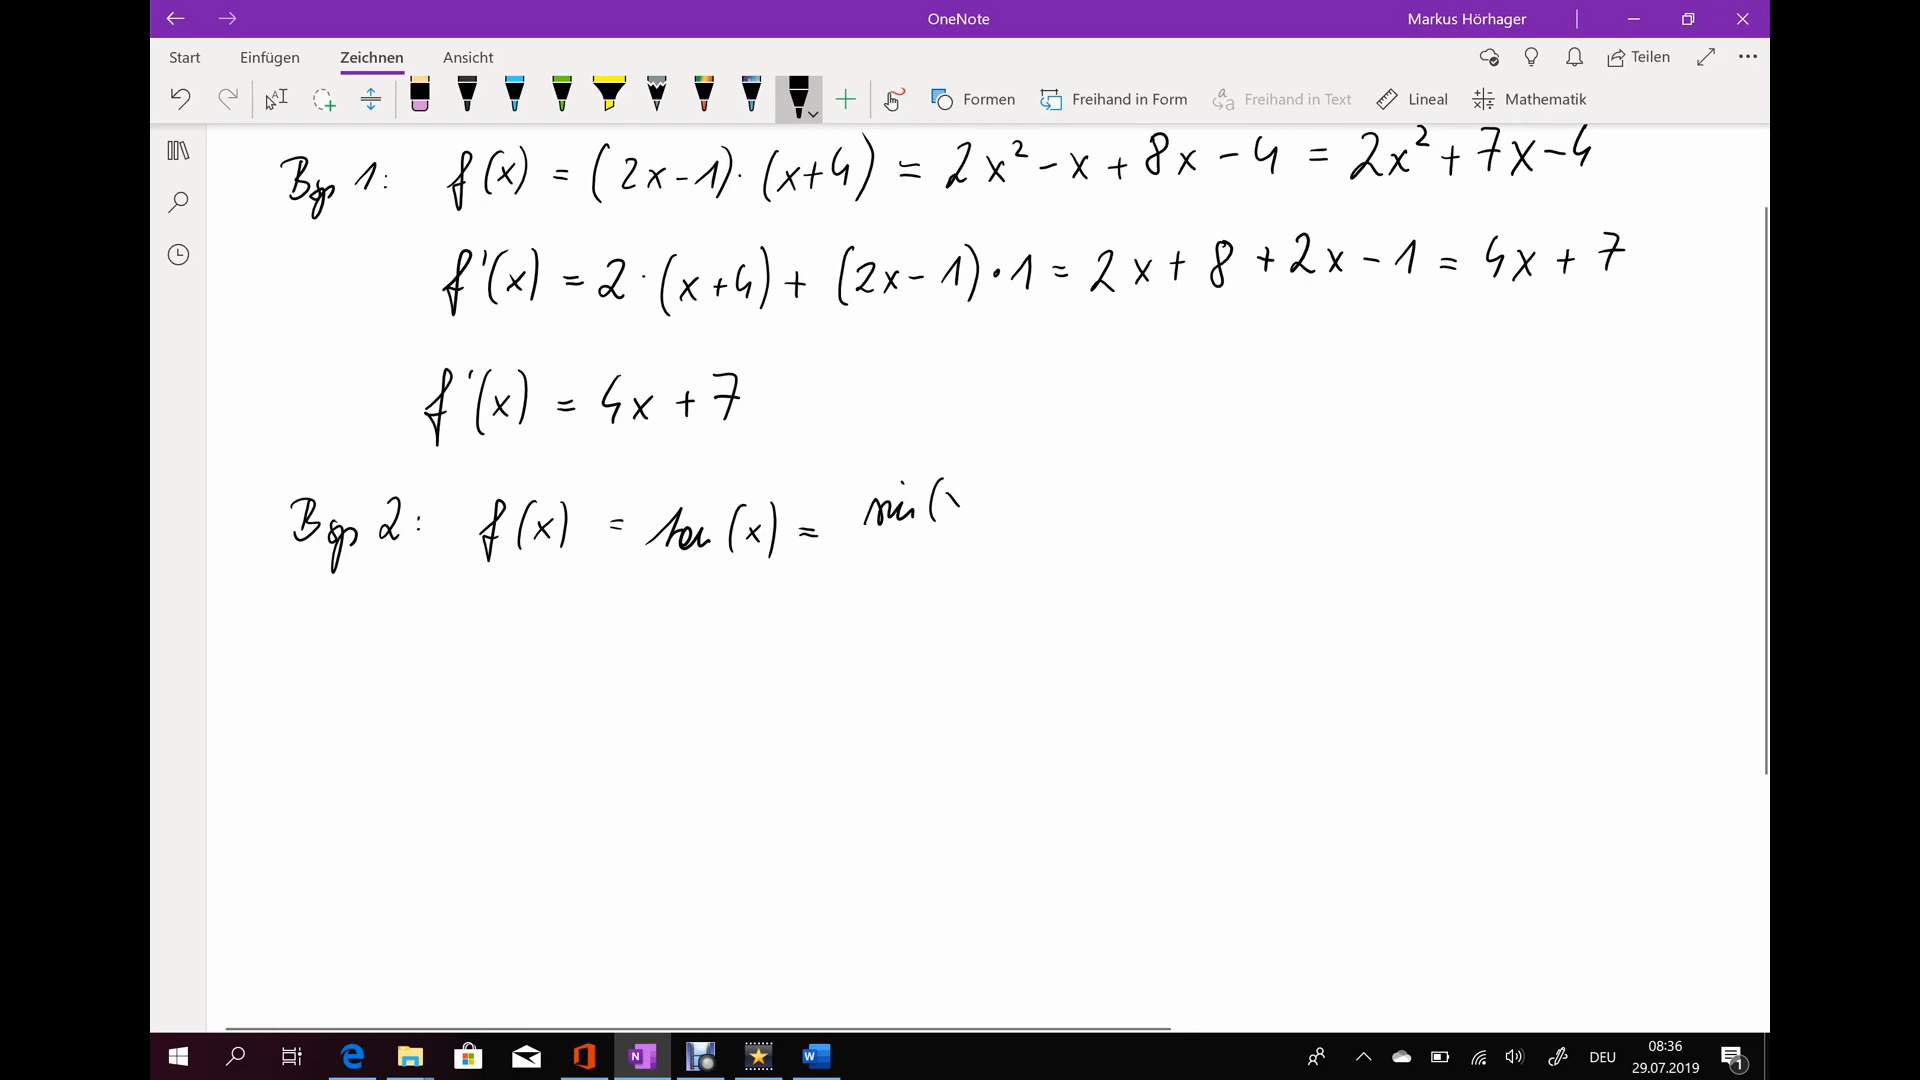 OneNote
Markus Hörhager
Start Einfügen Zeichnen Ansicht
Teilen
Formen Freihand in Form Freihand in Text Lineal Mathematik
Bsp 1: f(x) = (2x-1)·(x+4) = 2x² - x + 8x - 4 = 2x² + 7x - 4
f'(x) = 2·(x+4) + (2x-1)·1 = 2x + 8 + 2x - 1 = 4x + 7
f'(x) = 4x + 7
Bsp 2: f(x) = tan(x) = sin(
DEU
08:36
29.07.2019
1